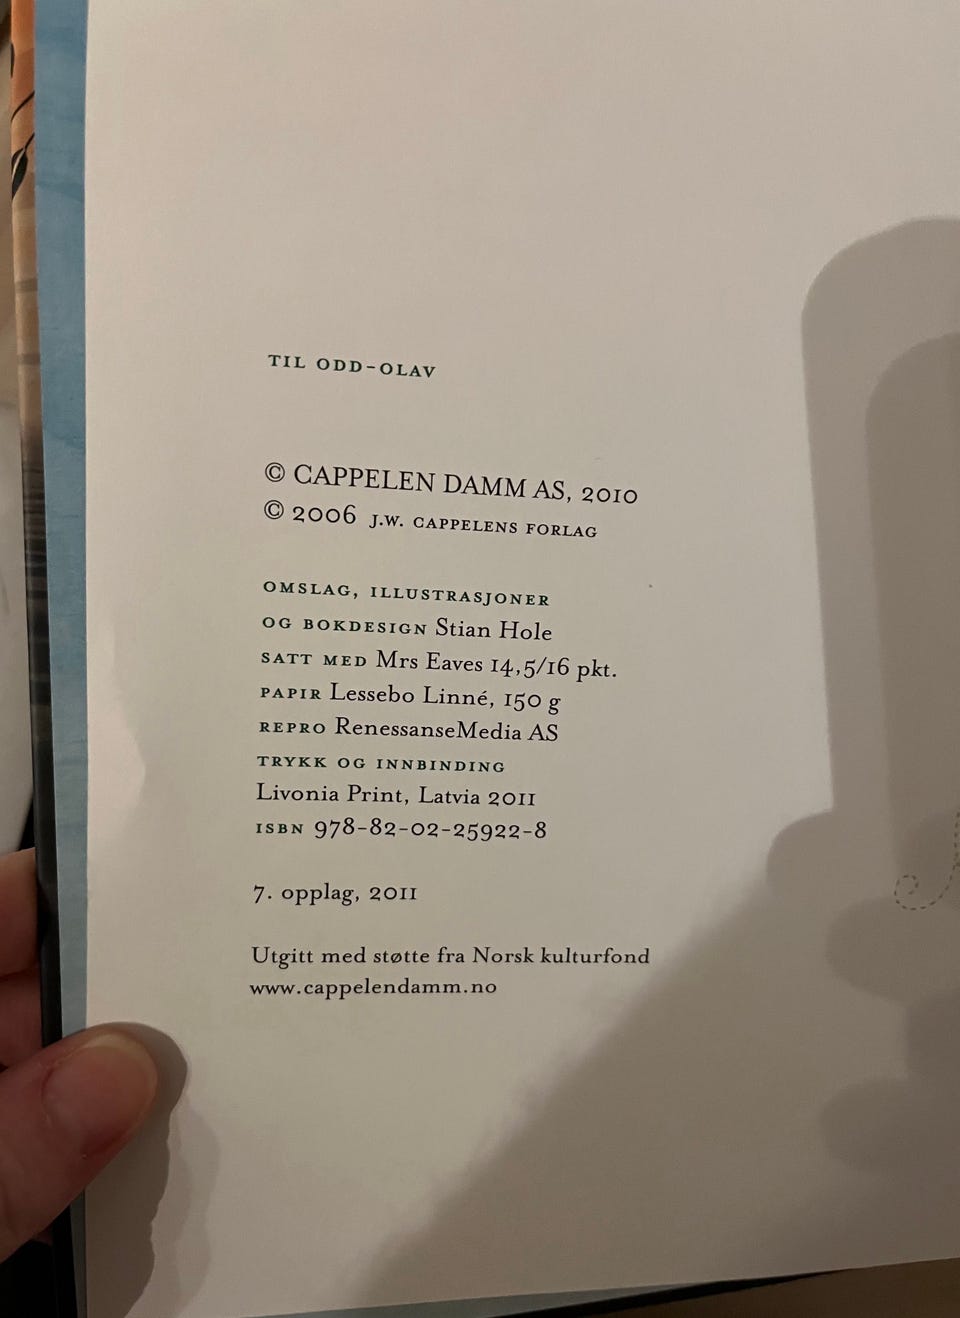 TIL ODD-OLAV
© CAPPELEN DAMM AS, 2010
© 2006 J.W. CAPPELENS FORLAG
OMSLAG, ILLUSTRASJONER
OG BOKDESIGN Stian Hole
SATT MED Mrs Eaves 14,5/16 pkt.
PAPIR Lessebo Linné, 150 g
REPRO RenessanseMedia AS
TRYKK OG INNBINDING
Livonia Print, Latvia 2011
ISBN 978-82-02-25922-8
7. opplag, 2011
Utgitt med støtte fra Norsk kulturfond
www.cappelendamm.no